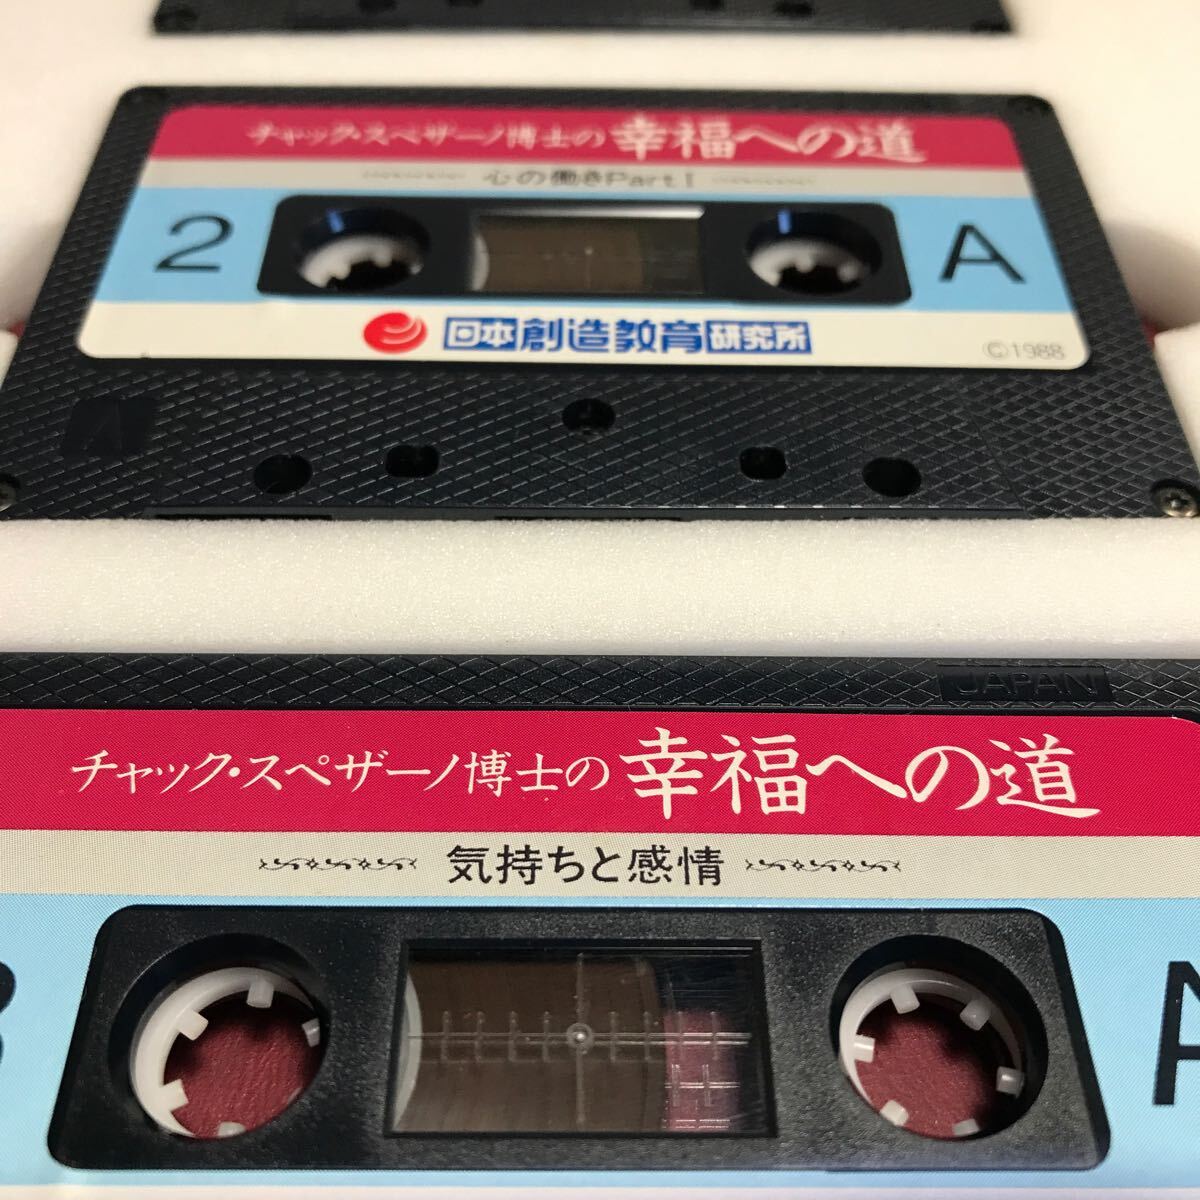 チャック・スペザーノ博士の 幸福への道
心の働きPart I
2
A
日本創造教育研究所
©1988
JAPAN
チャック・スペザーノ博士の 幸福への道
気持ちと感情
A